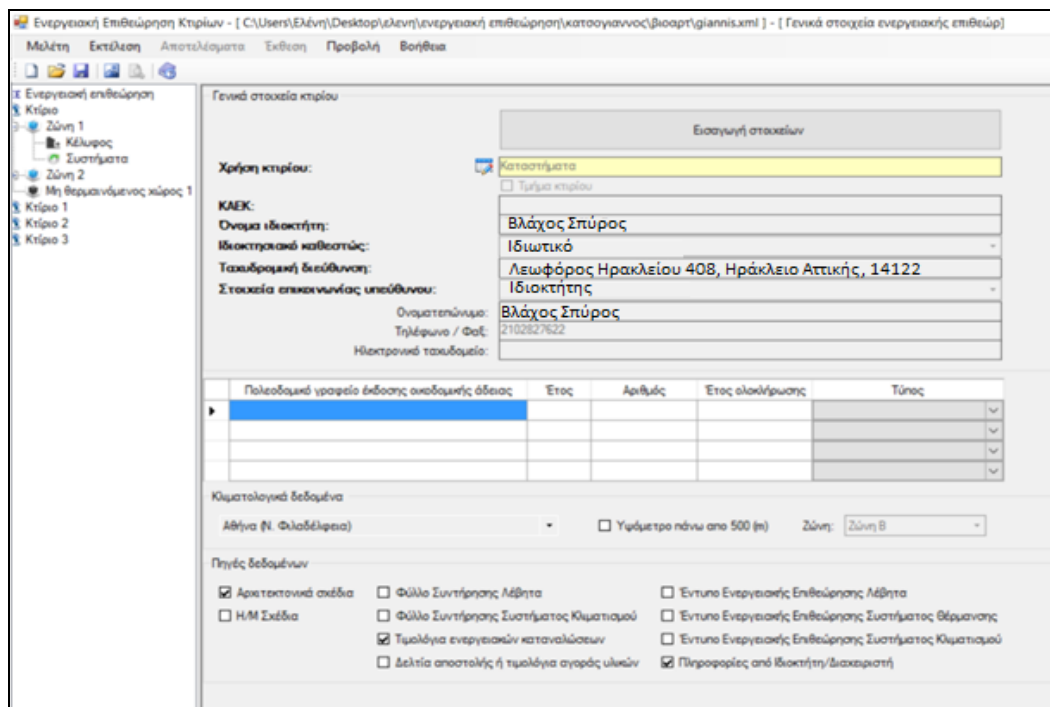 Ενεργειακή Επιθεώρηση Κτιρίων - [ C:\Users\Ελένη\Desktop\ελενη\ενεργειακή επιθεώρηση\κατσογιαννος\βιοαρτ\giannis.xml ] - [ Γενικά στοιχεία ενεργειακής επιθεώρ]
Μελέτη Εκτέλεση Αποτελέσματα Έκθεση Προβολή Βοήθεια
Ενεργειακή επιθεώρηση
Κτίριο
Ζώνη 1
Κέλυφος
Συστήματα
Ζώνη 2
Μη θερμαινόμενος χώρος 1
Κτίριο 1
Κτίριο 2
Κτίριο 3
Γενικά στοιχεία κτιρίου
Εισαγωγή στοιχείων
Χρήση κτιρίου: Καταστήματα
Τμήμα κτιρίου
ΚΑΕΚ:
Όνομα ιδιοκτήτη: Βλάχος Σπύρος
Ιδιοκτησιακό καθεστώς: Ιδιωτικό
Ταχυδρομική διεύθυνση: Λεωφόρος Ηρακλείου 408, Ηράκλειο Αττικής, 14122
Στοιχεία επικοινωνίας υπεύθυνου: Ιδιοκτήτης
Ονοματεπώνυμο: Βλάχος Σπύρος
Τηλέφωνο / Φαξ: 2102827622
Ηλεκτρονικό ταχυδομείο:
Πολεοδομικό γραφείο έκδοσης οικοδομικής άδειας Έτος Αριθμός Έτος ολοκλήρωσης Τύπος
Κλιματολογικά δεδομένα
Αθήνα (Ν. Φιλαδέλφεια) Υψόμετρο πάνω απο 500 (m) Ζώνη: Ζώνη Β
Πηγές δεδομένων
Αρχιτεκτονικά σχέδια Φύλλο Συντήρησης Λέβητα Έντυπο Ενεργειακής Επιθεώρησης Λέβητα
Η/Μ Σχέδια Φύλλο Συντήρησης Συστήματος Κλιματισμού Έντυπο Ενεργειακής Επιθεώρησης Συστήματος Θέρμανσης
Τιμολόγια ενεργειακών καταναλώσεων Έντυπο Ενεργειακής Επιθεώρησης Συστήματος Κλιματισμού
Δελτία αποστολής ή τιμολόγια αγοράς υλικών Πληροφορίες από Ιδιοκτήτη/Διαχειριστή